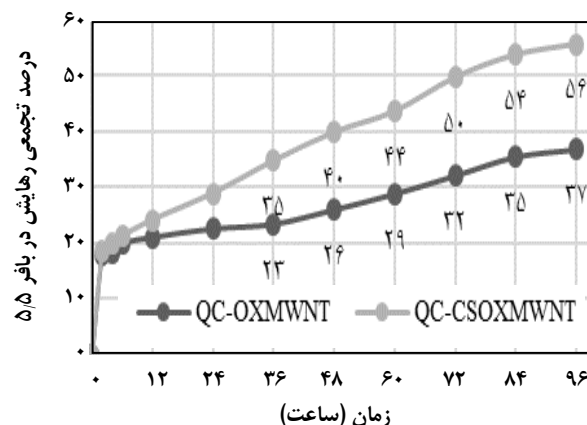 درصد تجمعی رهایش در بافر ۵٫۵
۶۰
۵۰
۴۰
۳۰
۲۰
۱۰
۰
۳۵ ۴۰ ۴۴ ۵۰ ۵۴ ۵۶
۲۳ ۲۶ ۲۹ ۳۲ ۳۵ ۳۷
QC-OXMWNT QC-CSOXMWNT
۰ ۱۲ ۲۴ ۳۶ ۴۸ ۶۰ ۷۲ ۸۴ ۹۶
زمان (ساعت)